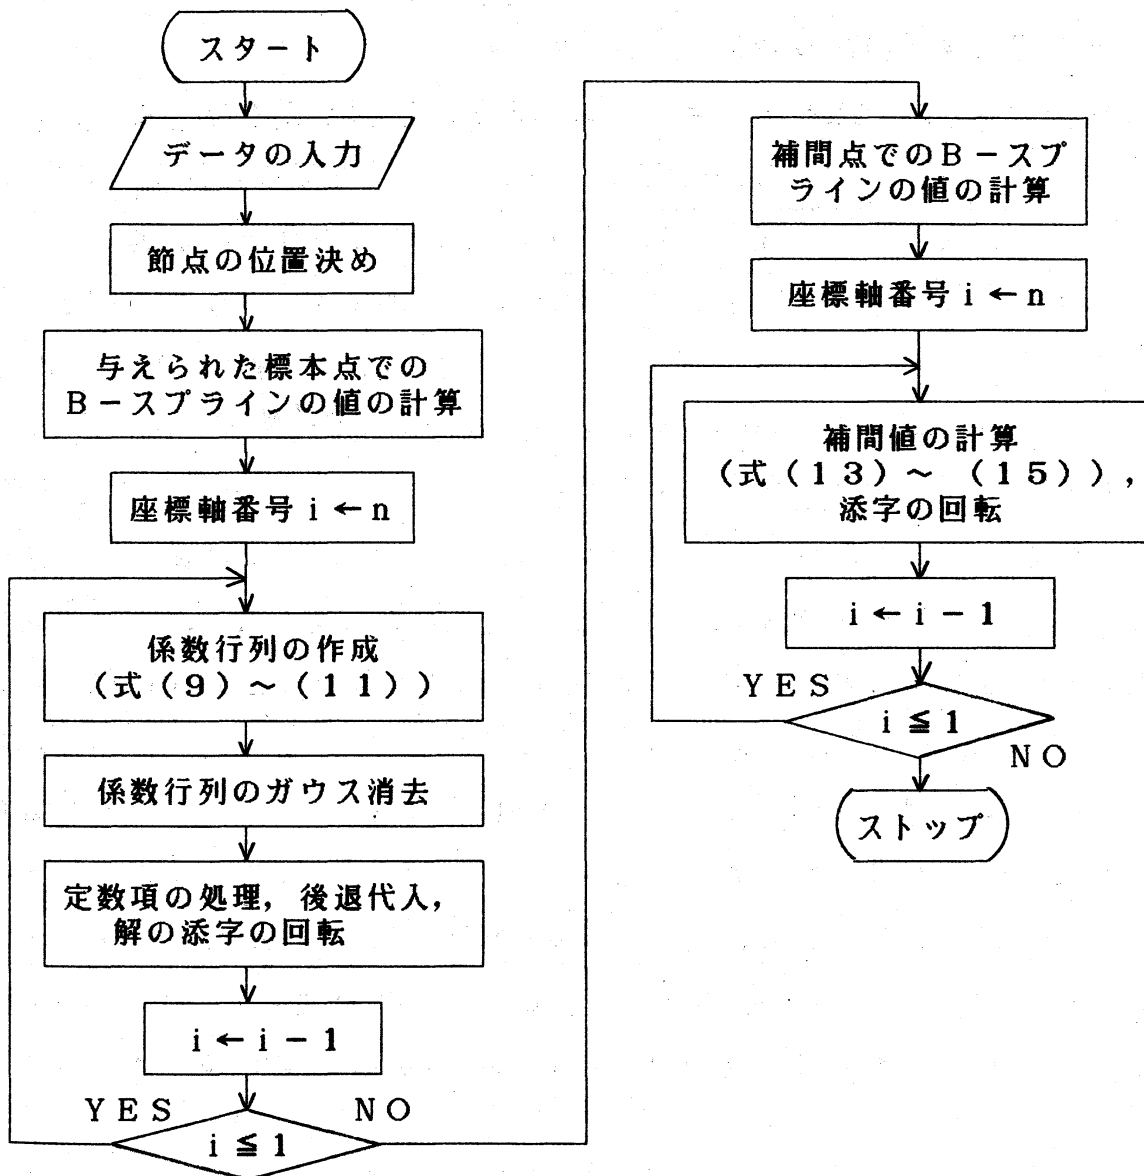 スタート
データの入力
節点の位置決め
与えられた標本点での
B－スプラインの値の計算
座標軸番号 i ← n
係数行列の作成
（式（9）～（11））
係数行列のガウス消去
定数項の処理，後退代入，
解の添字の回転
i ← i － 1
YES
NO
i ≦ 1
補間点でのB－スプ
ラインの値の計算
座標軸番号 i ← n
補間値の計算
（式（13）～（15）），
添字の回転
i ← i － 1
YES
i ≦ 1
NO
ストップ